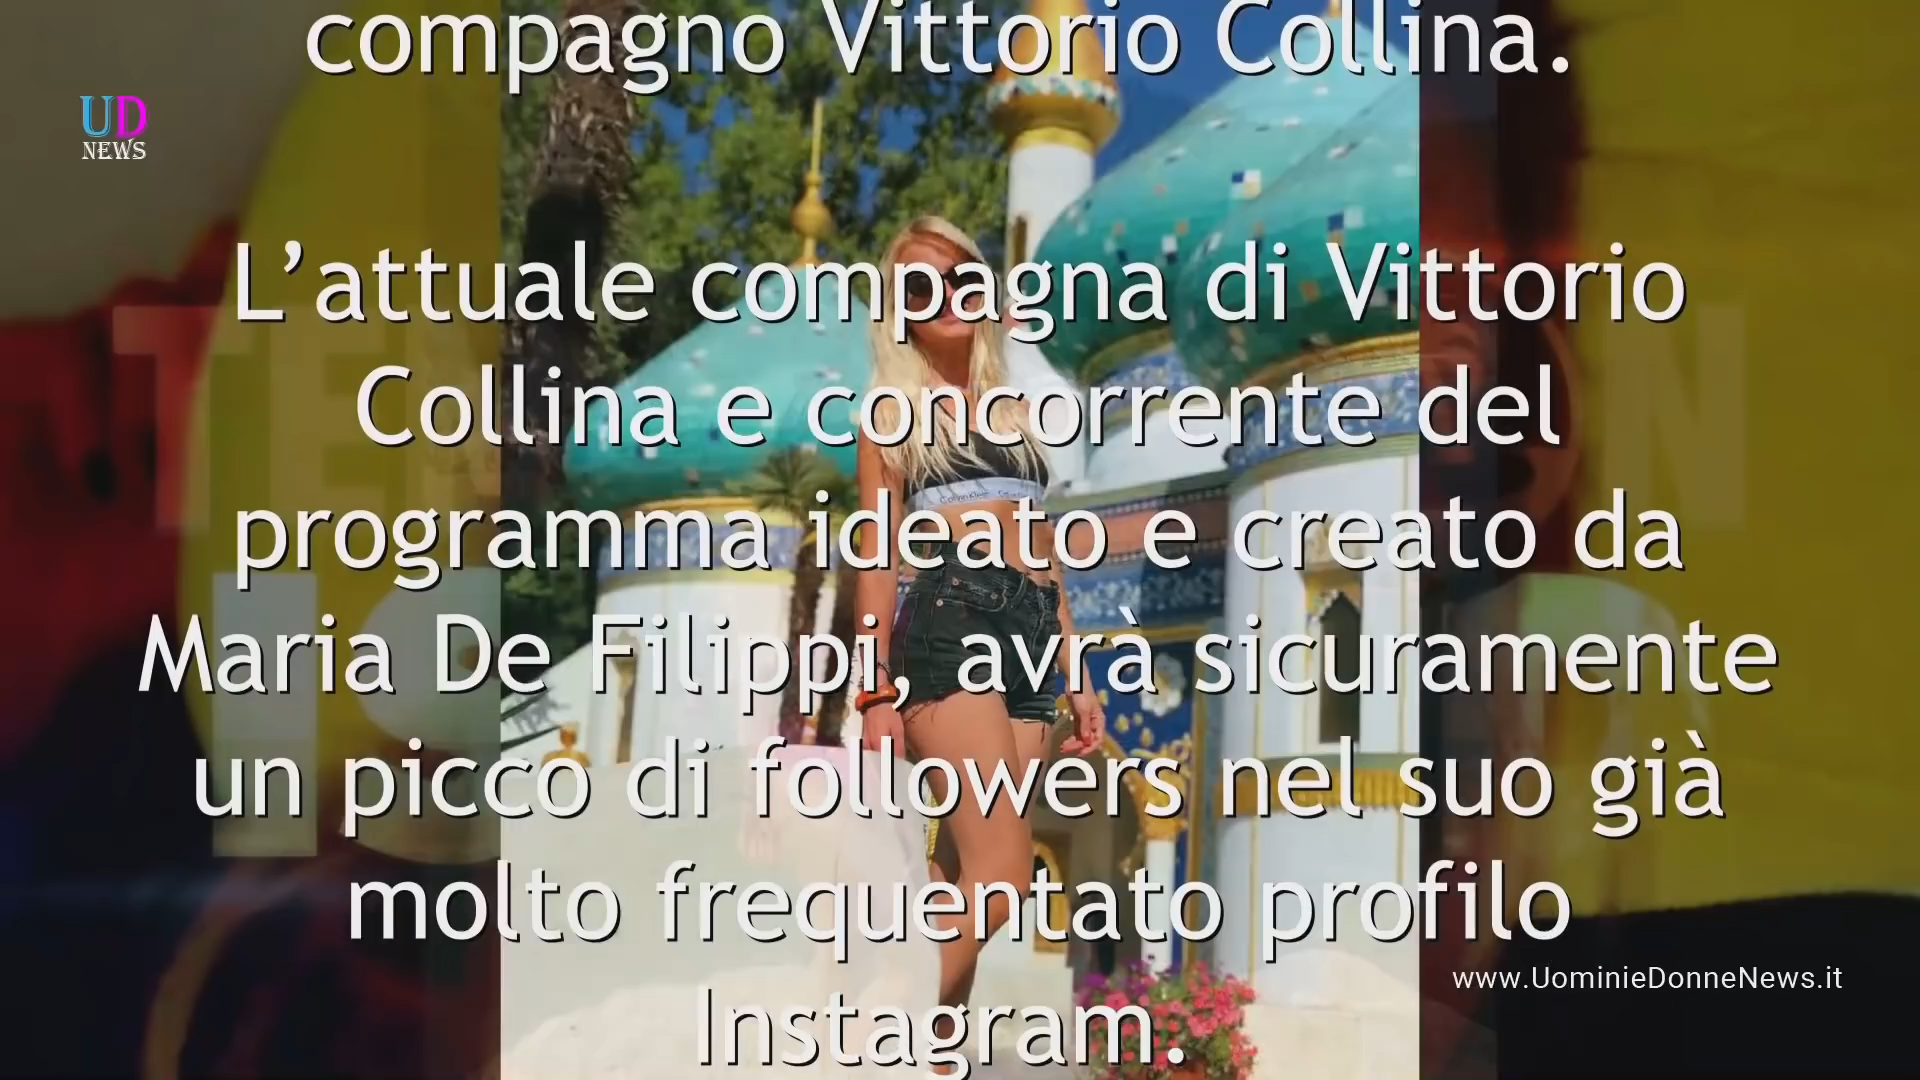 compagno Vittorio Collina.
UD
NEWS
L’attuale compagna di Vittorio
Collina e concorrente del
programma ideato e creato da
Maria De Filippi, avrà sicuramente
un picco di followers nel suo già
molto frequentato profilo
Instagram.
www.UominieDonneNews.it